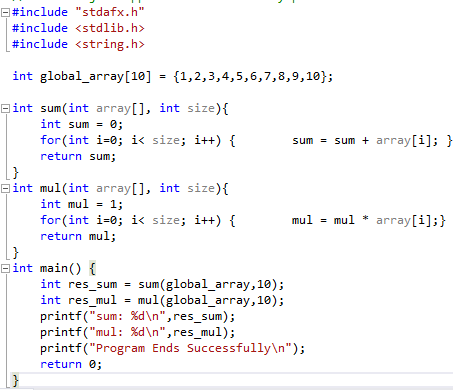 #include "stdafx.h"
#include <stdlib.h>
#include <string.h>
int global_array[10] = {1,2,3,4,5,6,7,8,9,10};
int sum(int array[], int size){
    int sum = 0;
    for(int i=0; i< size; i++) {        sum = sum + array[i]; }
    return sum;
}
int mul(int array[], int size){
    int mul = 1;
    for(int i=0; i< size; i++) {        mul = mul * array[i];}
    return mul;
}
int main() {
    int res_sum = sum(global_array,10);
    int res_mul = mul(global_array,10);
    printf("sum: %d\n",res_sum);
    printf("mul: %d\n",res_mul);
    printf("Program Ends Successfully\n");
    return 0;
}